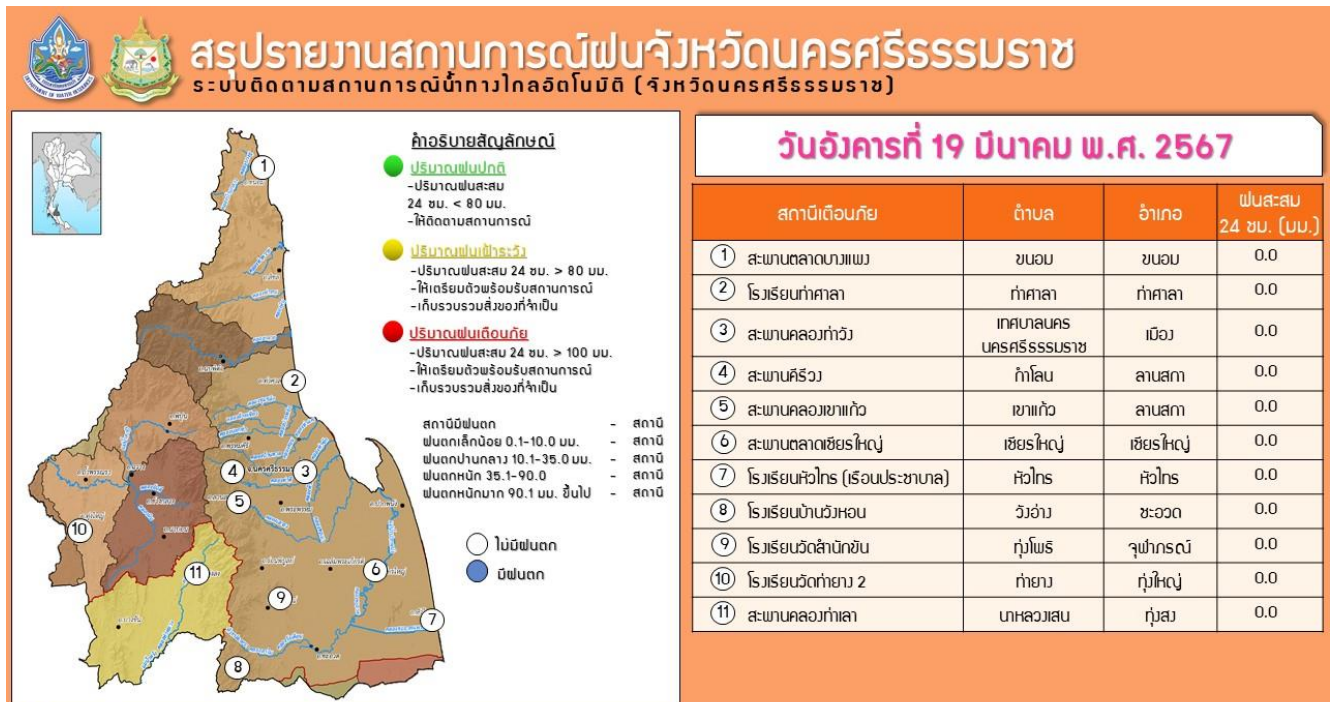 สรุปรายงานสถานการณ์ฝนจังหวัดนครศรีธรรมราช
ระบบติดตามสถานการณ์น้ำทางไกลอัตโนมัติ (จังหวัดนครศรีธรรมราช)
คำอธิบายสัญลักษณ์
ปริมาณฝนปกติ
-ปริมาณฝนสะสม
24 ชม. < 80 มม.
-ให้ติดตามสถานการณ์
ปริมาณฝนเฝ้าระวัง
-ปริมาณฝนสะสม 24 ชม. > 80 มม.
-ให้เตรียมตัวพร้อมรับสถานการณ์
-เก็บรวบรวมสิ่งของที่จำเป็น
ปริมาณฝนเตือนภัย
-ปริมาณฝนสะสม 24 ชม. > 100 มม.
-ให้เตรียมตัวพร้อมรับสถานการณ์
-เก็บรวบรวมสิ่งของที่จำเป็น
สถานีมีฝนตก - สถานี
ฝนตกเล็กน้อย 0.1-10.0 มม. - สถานี
ฝนตกปานกลาง 10.1-35.0 มม. - สถานี
ฝนตกหนัก 35.1-90.0 - สถานี
ฝนตกหนักมาก 90.1 มม. ขึ้นไป - สถานี
ไม่มีฝนตก
มีฝนตก
1
2
4
3
5
10
11
6
9
7
8
วันอังคารที่ 19 มีนาคม พ.ศ. 2567
สถานีเตือนภัย ตำบล อำเภอ ฝนสะสม
24 ชม. (มม.)
1 สะพานตลาดบางแพง ขนอม ขนอม 0.0
2 โรงเรียนท่าศาลา ท่าศาลา ท่าศาลา 0.0
3 สะพานคลองท่าวัง เทศบาลนคร
นครศรีธรรมราช เมือง 0.0
4 สะพานคีรีวง กำโลน ลานสกา 0.0
5 สะพานคลองเขาแก้ว เขาแก้ว ลานสกา 0.0
6 สะพานตลาดเชียรใหญ่ เชียรใหญ่ เชียรใหญ่ 0.0
7 โรงเรียนหัวไทร (เรือนประชาบาล) หัวไทร หัวไทร 0.0
8 โรงเรียนบ้านวังหอน วังอ่าง ชะอวด 0.0
9 โรงเรียนวัดสำนักขัน ทุ่งโพธิ จุฬาภรณ์ 0.0
10 โรงเรียนวัดท่ายาง 2 ท่ายาง ทุ่งใหญ่ 0.0
11 สะพานคลองท่าเลา นาหลวงเสน ทุ่งสง 0.0